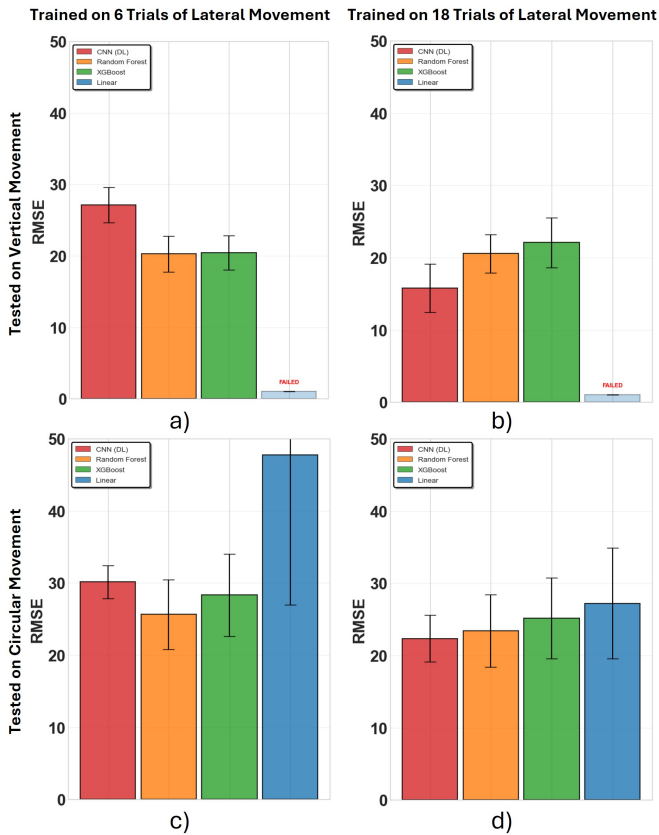 Trained on 6 Trials of Lateral Movement
Trained on 18 Trials of Lateral Movement
Tested on Vertical Movement
RMSE
50
40
30
20
10
0
CNN (DL)
Random Forest
XGBoost
Linear
FAILED
a)
RMSE
50
40
30
20
10
0
CNN (DL)
Random Forest
XGBoost
Linear
FAILED
b)
Tested on Circular Movement
RMSE
50
40
30
20
10
0
CNN (DL)
Random Forest
XGBoost
Linear
c)
RMSE
50
40
30
20
10
0
CNN (DL)
Random Forest
XGBoost
Linear
d)